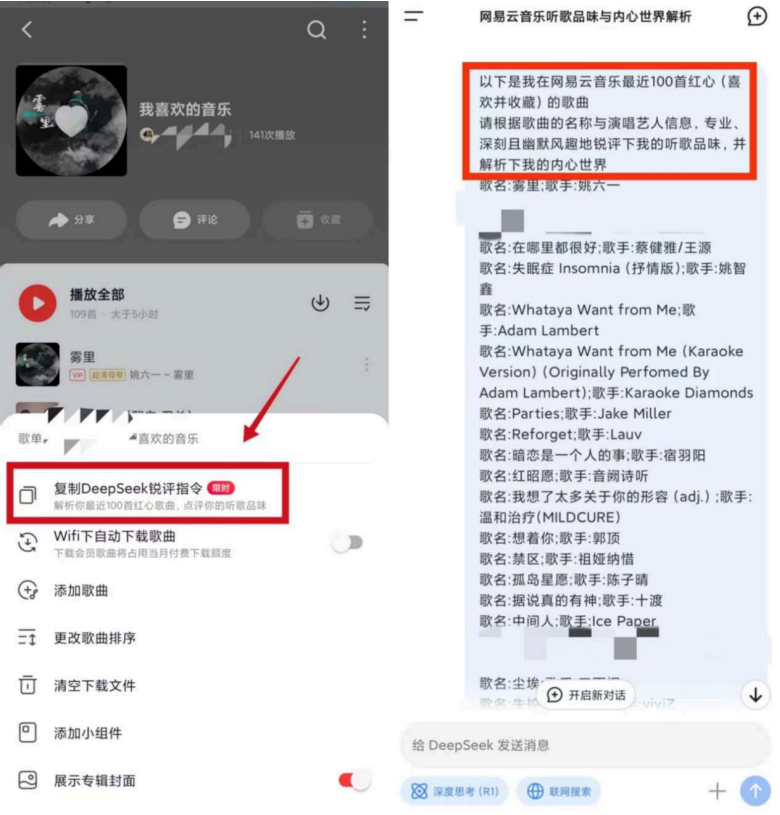 雾
里
我喜欢的音乐
141次播放
分享
评论
收藏
播放全部
109首 · 大于5小时
雾里
VIP 超清母带 姚六一 - 雾里
歌单
喜欢的音乐
复制DeepSeek锐评指令 限时
解析你最近100首红心歌曲，点评你的听歌品味
Wifi下自动下载歌曲
下载会员歌曲将占用当月付费下载额度
添加歌曲
更改歌曲排序
清空下载文件
添加小组件
展示专辑封面
网易云音乐听歌品味与内心世界解析
以下是我在网易云音乐最近100首红心（喜
欢并收藏）的歌曲
请根据歌曲的名称与演唱艺人信息，专业、
深刻且幽默风趣地锐评下我的听歌品味，并
解析下我的内心世界
歌名:雾里;歌手:姚六一
歌名:在哪里都很好;歌手:蔡健雅/王源
歌名:失眠症 Insomnia (抒情版);歌手:姚智
鑫
歌名:Whataya Want from Me;歌
手:Adam Lambert
歌名:Whataya Want from Me (Karaoke
Version) (Originally Perfomed By
Adam Lambert);歌手:Karaoke Diamonds
歌名:Parties;歌手:Jake Miller
歌名:Reforget;歌手:Lauv
歌名:暗恋是一个人的事;歌手:宿羽阳
歌名:红昭愿;歌手:音阙诗听
歌名:我想了太多关于你的形容 (adj.) ;歌手:
温和治疗(MILDCURE)
歌名:想着你;歌手:郭顶
歌名:禁区;歌手:祖娅纳惜
歌名:孤岛星愿;歌手:陈子晴
歌名:据说真的有神;歌手:十渡
歌名:中间人;歌手:Ice Paper
歌名:尘埃
开启新对话
:viviZ
给 DeepSeek 发送消息
深度思考 (R1)
联网搜索